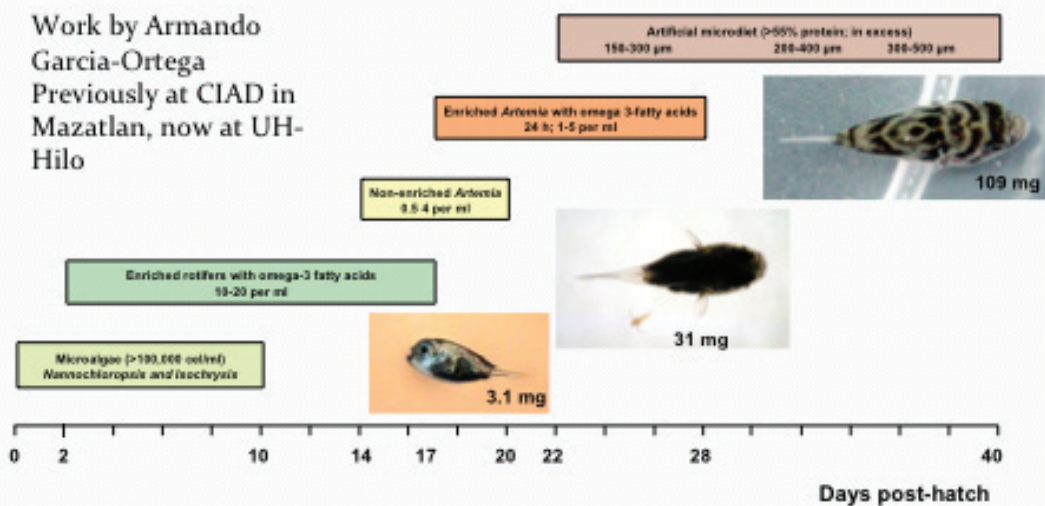 Work by Armando
Garcia-Ortega
Previously at CIAD in
Mazatlan, now at UH-
Hilo
Artificial microdiet (>55% protein; in excess)
150-300 µm 200-400 µm 300-500 µm
Enriched Artemia with omega 3-fatty acids
24 h; 1-5 per ml
109 mg
Non-enriched Artemia
0.5 4 per ml
Enriched rotifers with omega-3 fatty acids
10-20 per ml
31 mg
Microalgae (>100,000 cel/ml)
Nannochloropsis and Isochrysis
3.1 mg
0 2 10 14 17 20 22 28 40
Days post-hatch